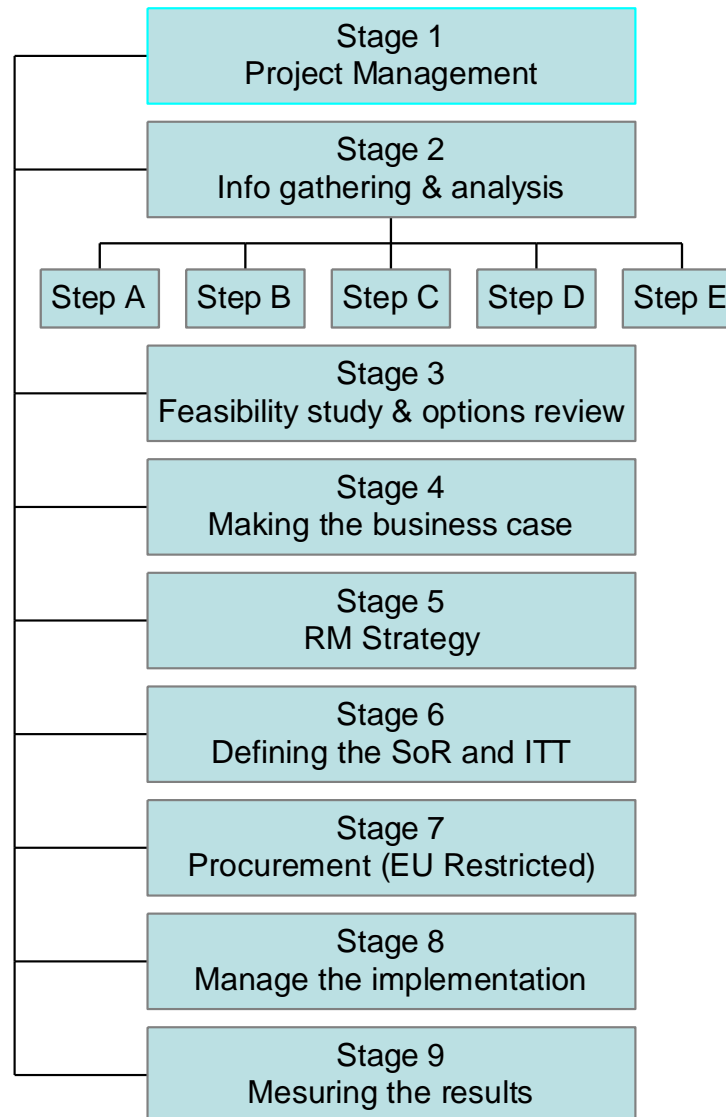 Stage 1
Project Management
Stage 2
Info gathering & analysis
Step A
Step B
Step C
Step D
Step E
Stage 3
Feasibility study & options review
Stage 4
Making the business case
Stage 5
RM Strategy
Stage 6
Defining the SoR and ITT
Stage 7
Procurement (EU Restricted)
Stage 8
Manage the implementation
Stage 9
Mesuring the results